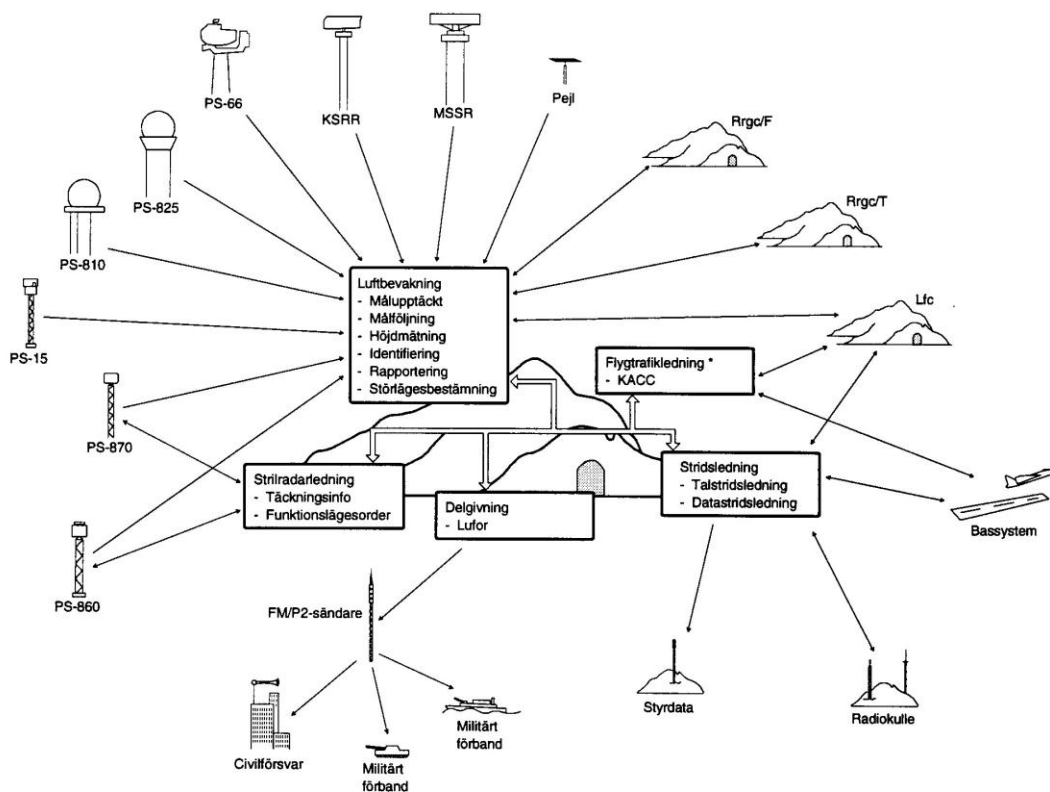 PS-66
KSRR
MSSR
Pejl
Rrgc/F
PS-825
Rrgc/T
PS-810
Luftbevakning
- Målupptäckt
- Målföljning
- Höjdmätning
- Identifiering
- Rapportering
- Störlägesbestämning
Lfc
PS-15
Flygtrafikledning *
- KACC
PS-870
Strilradarledning
- Täckningsinfo
- Funktionslägesorder
Delgivning
- Lufor
Stridsledning
- Talstridsledning
- Datastridsledning
Bassystem
PS-860
FM/P2-sändare
Styrdata
Radiokulle
Civilförsvar
Militärt
förband
Militärt
förband